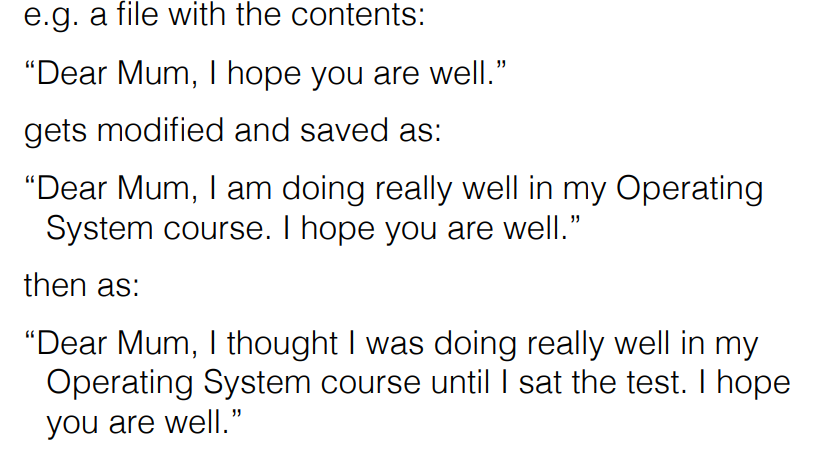 e.g. a file with the contents:
“Dear Mum, I hope you are well.”
gets modified and saved as:
“Dear Mum, I am doing really well in my Operating
System course. I hope you are well.”
then as:
“Dear Mum, I thought I was doing really well in my
Operating System course until I sat the test. I hope
you are well.”